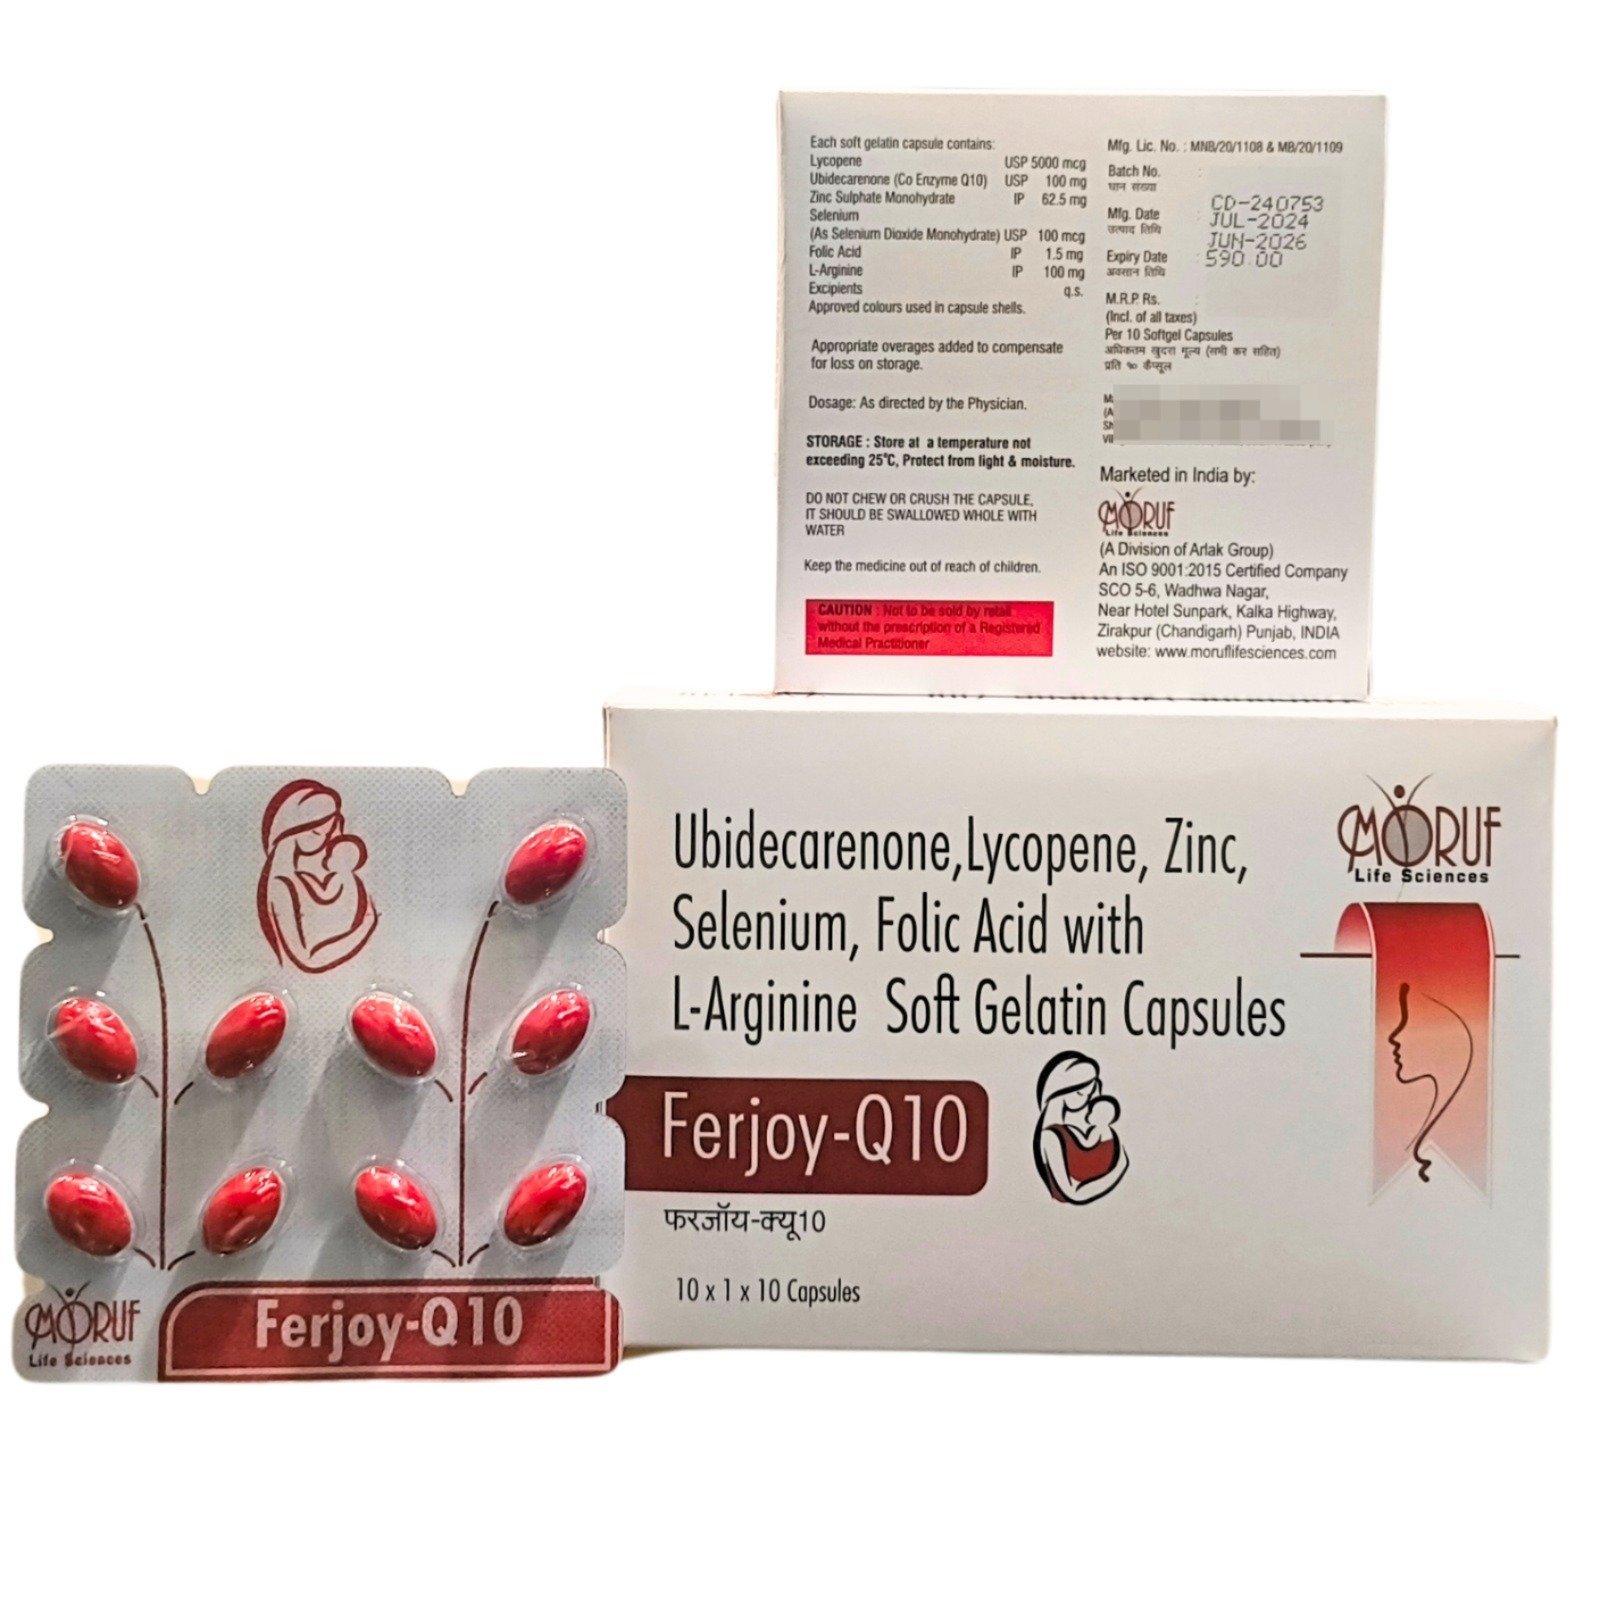 Each soft gelatin capsule contains:
Lycopene USP 5000 mcg
Ubidecarenone (Co Enzyme Q10) USP 100 mg
Zinc Sulphate Monohydrate IP 62.5 mg
Selenium
(As Selenium Dioxide Monohydrate) USP 100 mcg
Folic Acid IP 1.5 mg
L-Arginine IP 100 mg
Excipients q.s.
Approved colours used in capsule shells.
Appropriate overages added to compensate
for loss on storage.
Dosage: As directed by the Physician.
STORAGE : Store at a temperature not
exceeding 25°C, Protect from light & moisture.
DO NOT CHEW OR CRUSH THE CAPSULE,
IT SHOULD BE SWALLOWED WHOLE WITH
WATER
Keep the medicine out of reach of children.
CAUTION : Not to be sold by retail
without the prescription of a Registered
Medical Practitioner
Mfg. Lic. No. : MNB/20/1108 & MB/20/1109
Batch No. :
घान संख्या
CD-240753
Mfg. Date
उत्पाद तिथि
JUL-2024
JUN-2026
Expiry Date :
अवसान तिथि
590.00
M.R.P. Rs. :
(Incl. of all taxes)
Per 10 Softgel Capsules
अधिकतम खुदरा मूल्य (सभी कर सहित)
प्रति १० कैप्सूल
Marketed in India by:
MORUF
Life Sciences
(A Division of Arlak Group)
An ISO 9001:2015 Certified Company
SCO 5-6, Wadhwa Nagar,
Near Hotel Sunpark, Kalka Highway,
Zirakpur (Chandigarh) Punjab, INDIA
website: www.moruflifesciences.com
Ubidecarenone,Lycopene, Zinc,
Selenium, Folic Acid with
L-Arginine Soft Gelatin Capsules
MORUF
Life Sciences
Ferjoy-Q10
फरजॉय-क्यू10
10 x 1 x 10 Capsules
MORUF
Life Sciences
Ferjoy-Q10